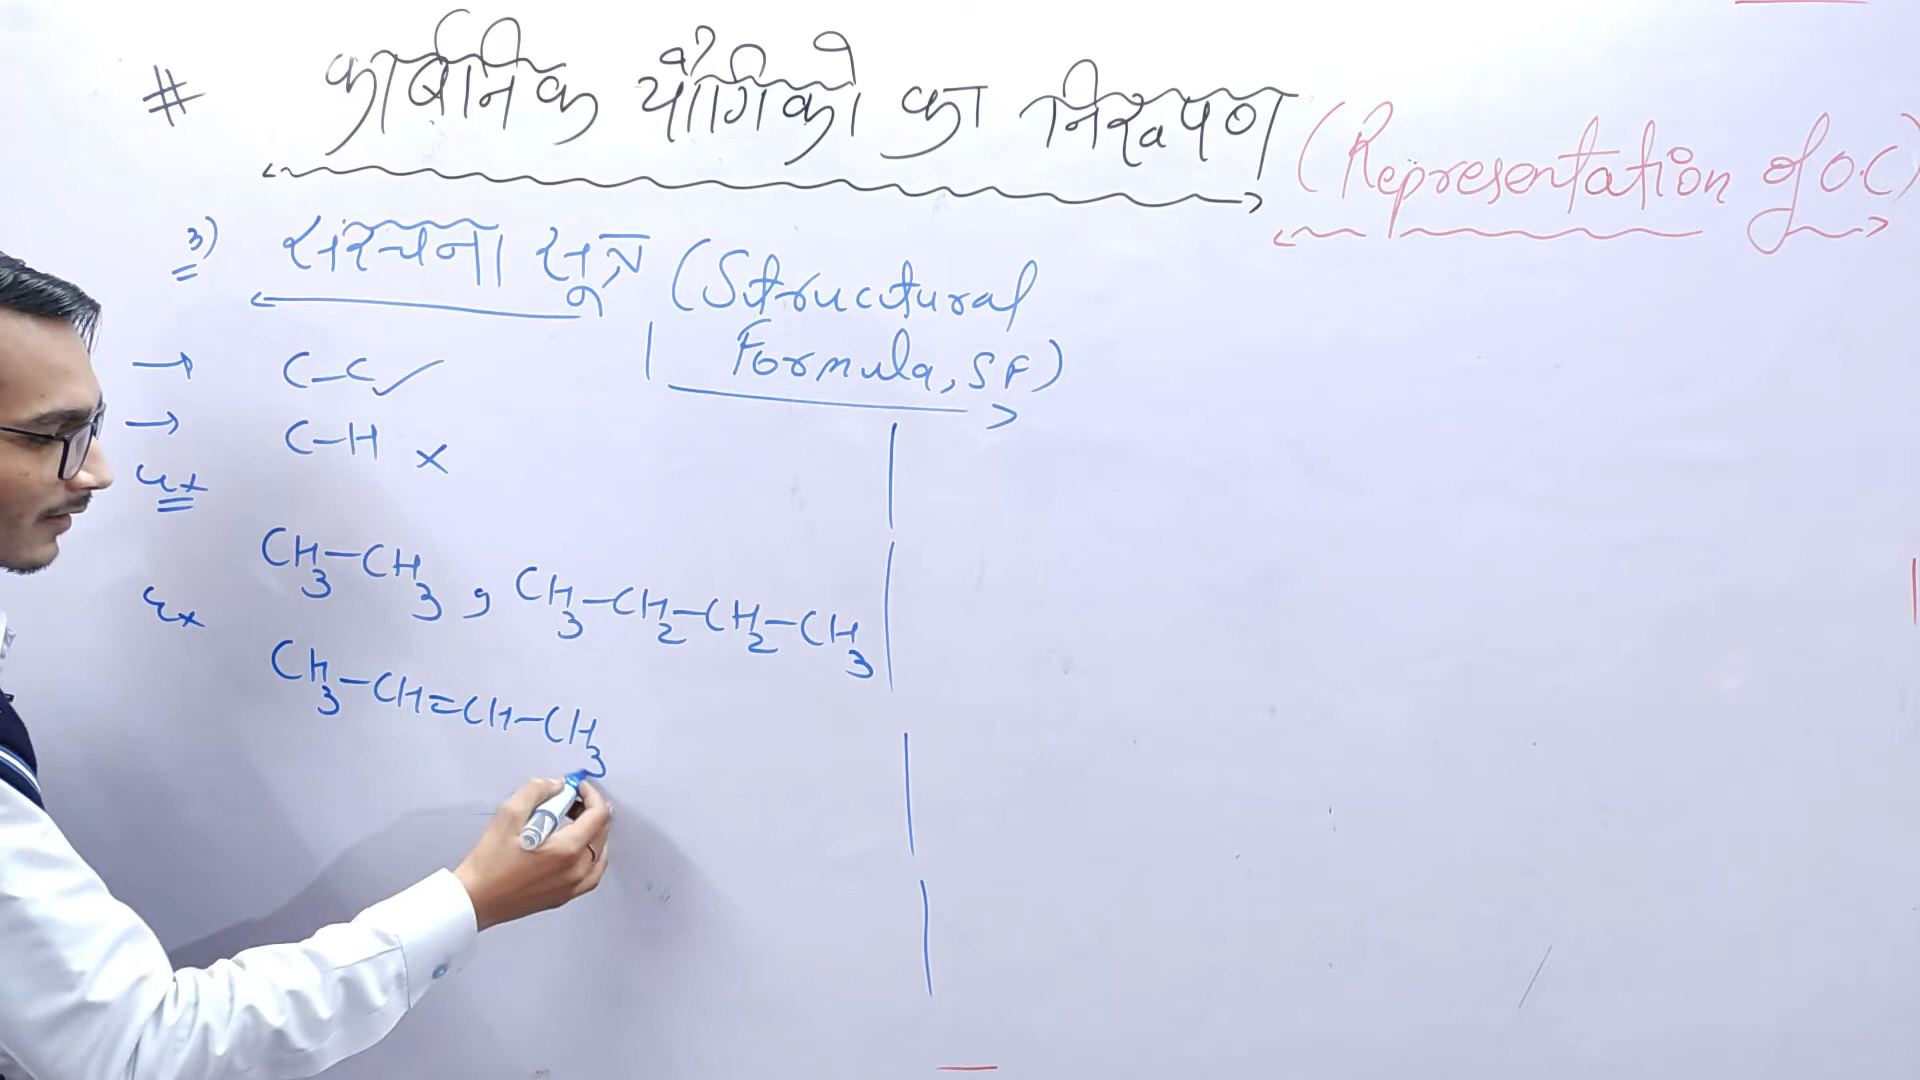 # कार्बनिक यौगिको का निरूपण (Representation of O.C)
3) संरचना सूत्र (Structural
Formula, SF)
→ C–C ✓
→ C–H ×
Ex
CH₃–CH₃, CH₃–CH₂–CH₂–CH₃
Ex
CH₃–CH=CH–CH₃